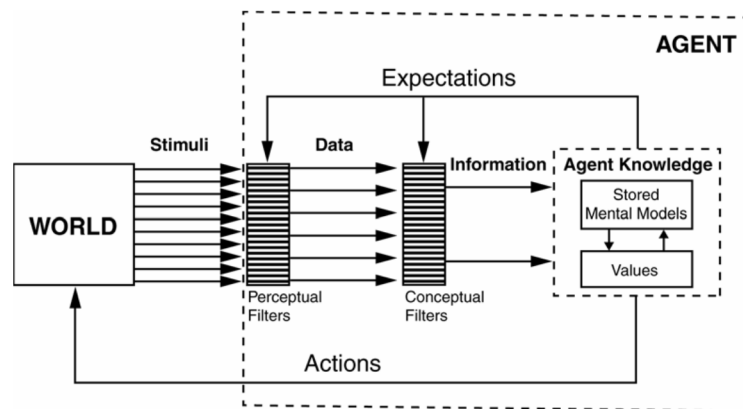 AGENT
Expectations
Stimuli
Data
Information
Agent Knowledge
WORLD
Stored
Mental Models
Values
Perceptual
Filters
Conceptual
Filters
Actions